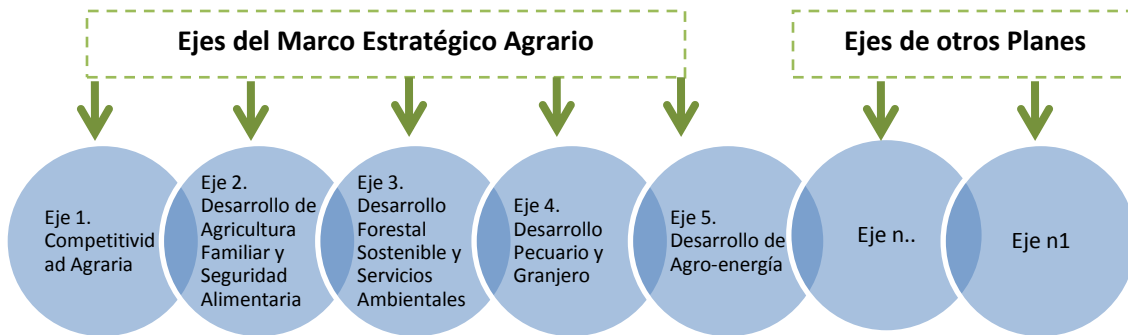 Ejes del Marco Estratégico Agrario
Ejes de otros Planes
Eje 1.
Competitivid
ad Agraria
Eje 2.
Desarrollo de
Agricultura
Familiar y
Seguridad
Alimentaria
Eje 3.
Desarrollo
Forestal
Sostenible y
Servicios
Ambientales
Eje 4.
Desarrollo
Pecuario y
Granjero
Eje 5.
Desarrollo de
Agro-energía
Eje n..
Eje n1